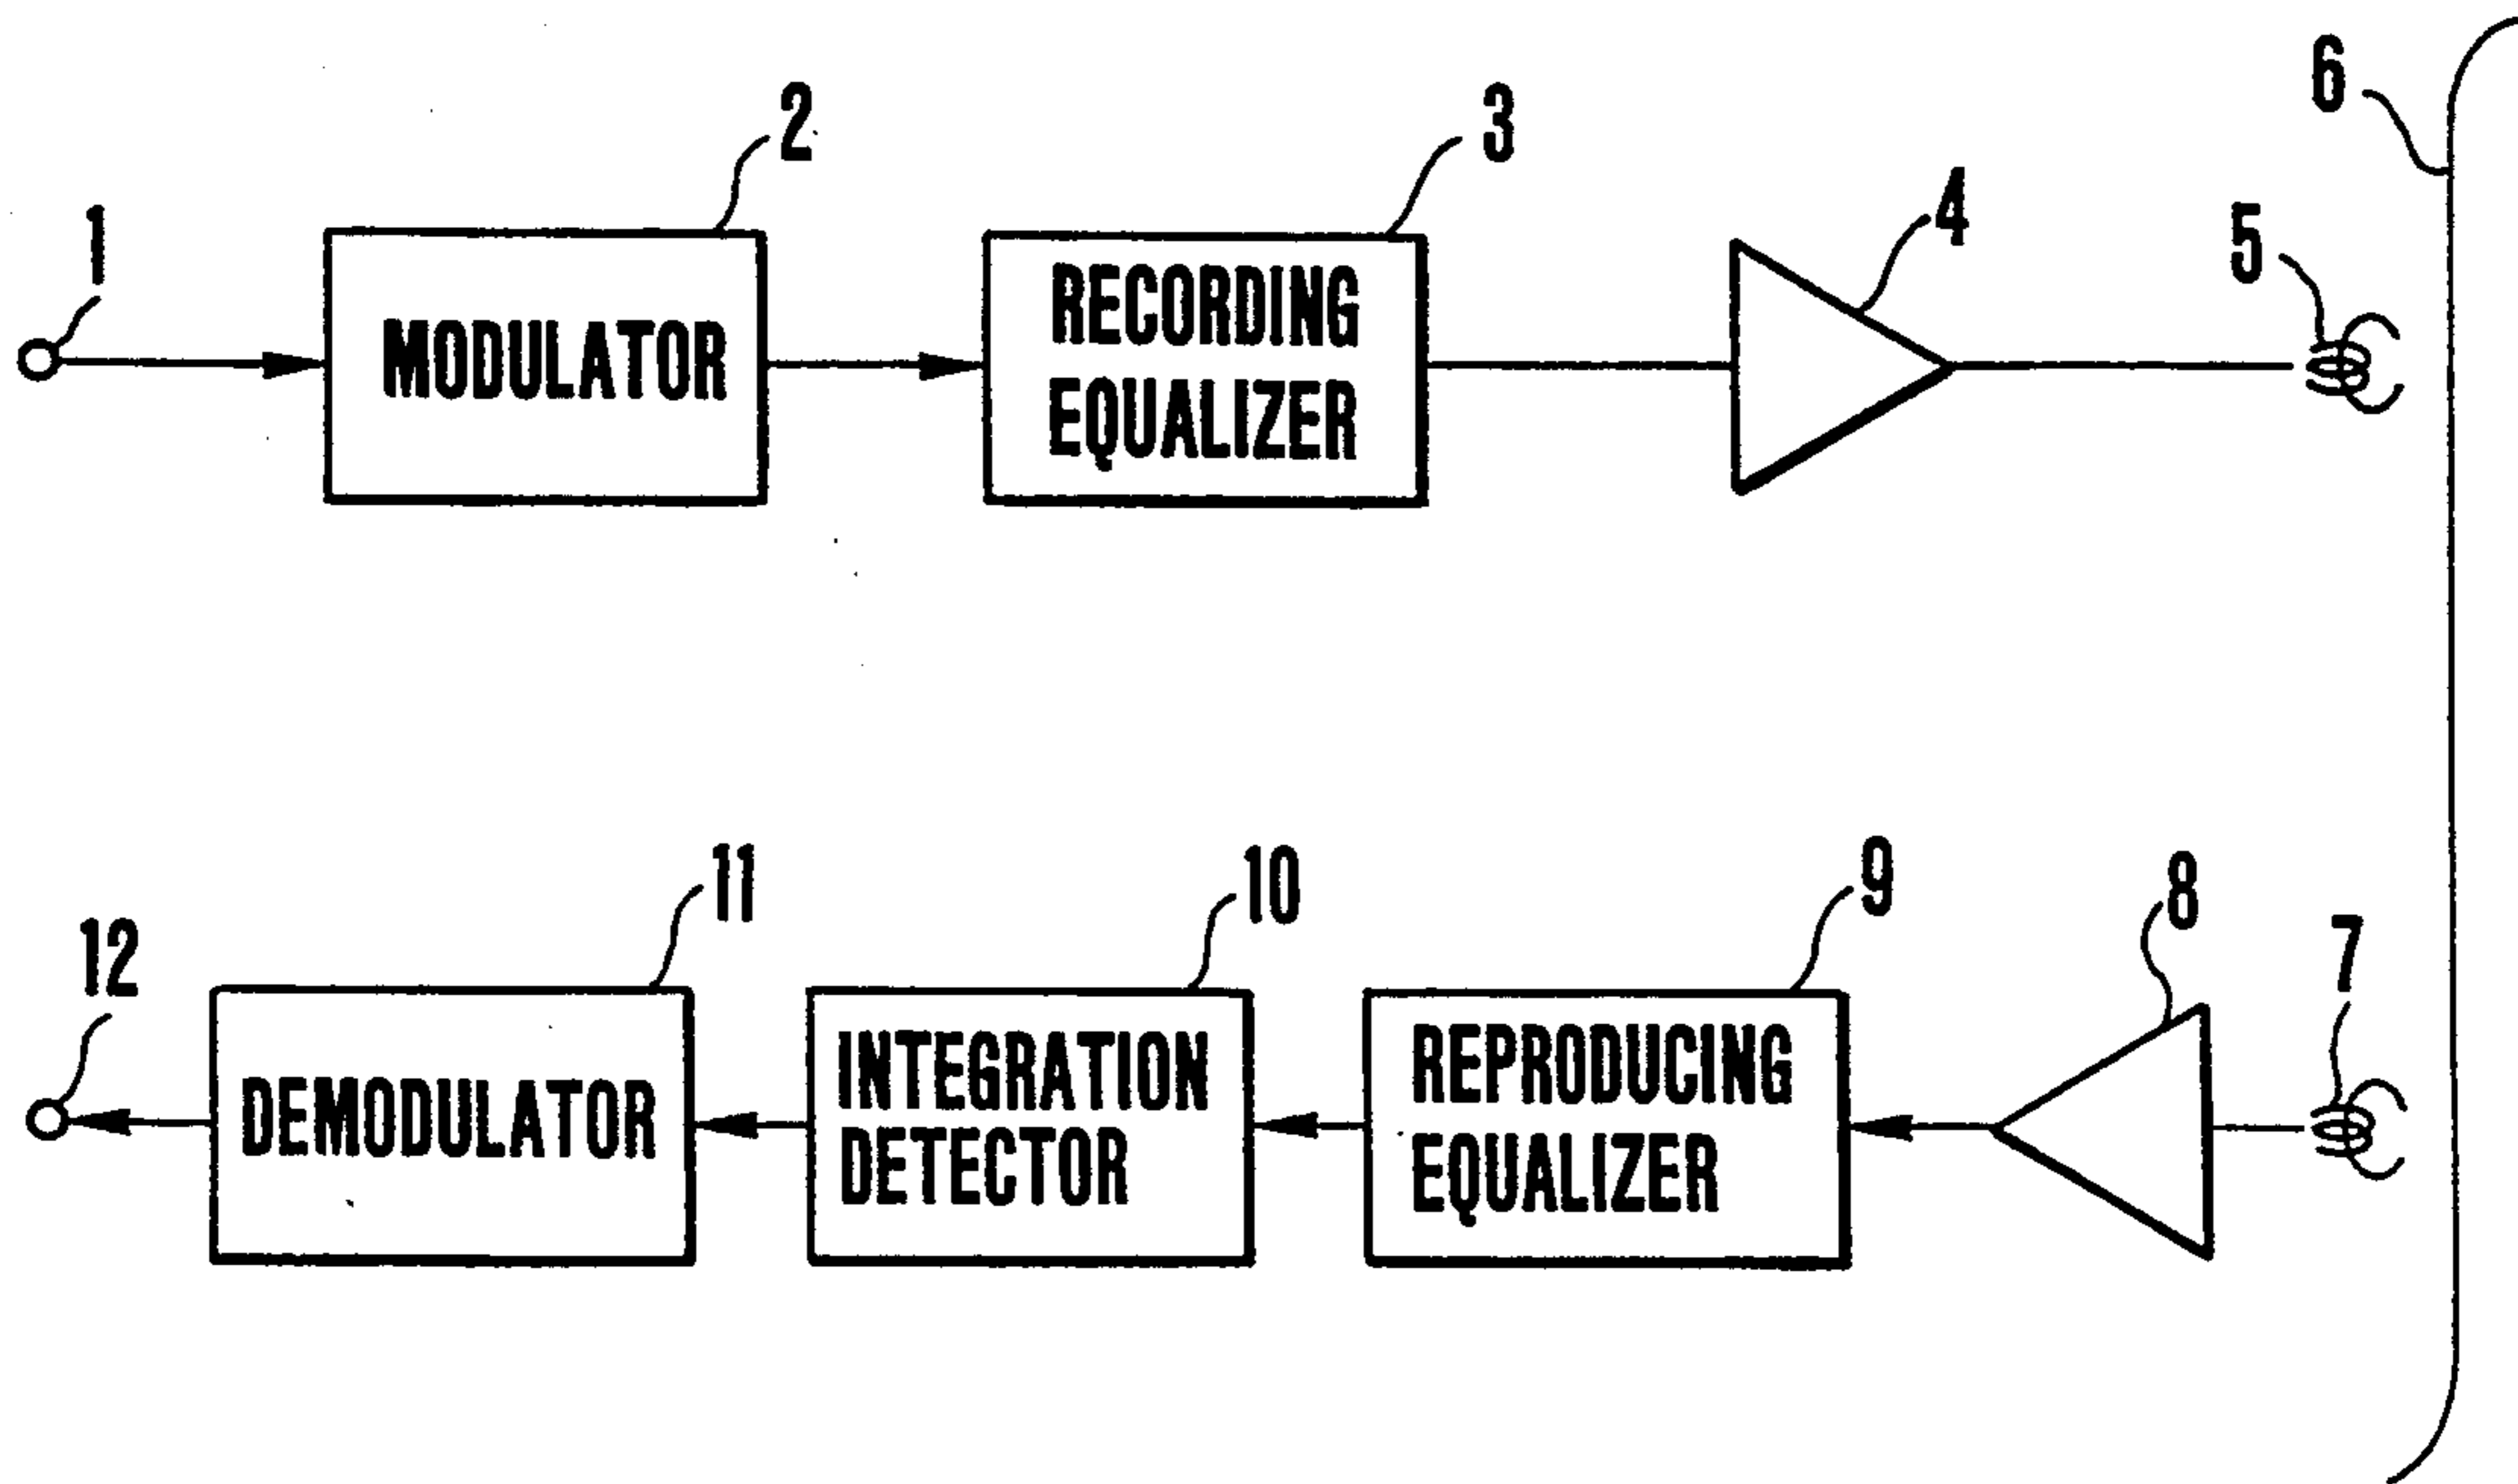 1
2
3
4
5
6
MODULATOR
RECORDING
EQUALIZER
12
11
10
9
8
7
DEMODULATOR
INTEGRATION
DETECTOR
REPRODUCING
EQUALIZER